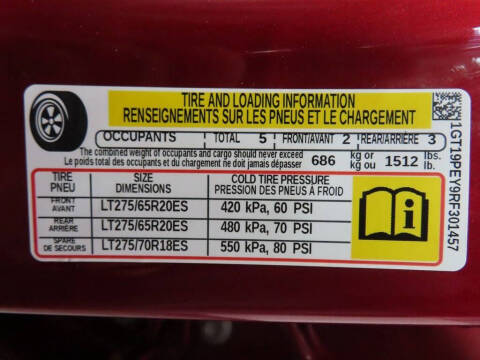 TIRE AND LOADING INFORMATION
RENSEIGNEMENTS SUR LES PNEUS ET LE CHARGEMENT
OCCUPANTS TOTAL 5 FRONT/AVANT 2 REAR/ARRIÈRE 3
The combined weight of occupants and cargo should never exceed 686 kg or 1512 lbs.
Le poids total des occupants et du chargement ne doit jamais dépasser kg ou lb.
TIRE SIZE COLD TIRE PRESSURE
PNEU DIMENSIONS PRESSION DES PNEUS À FROID
FRONT
AVANT LT275/65R20ES 420 kPa, 60 PSI
REAR
ARRIÈRE LT275/65R20ES 480 kPa, 70 PSI
SPARE
DE SECOURS LT275/70R18ES 550 kPa, 80 PSI
i
1GT19PEY9RF301457